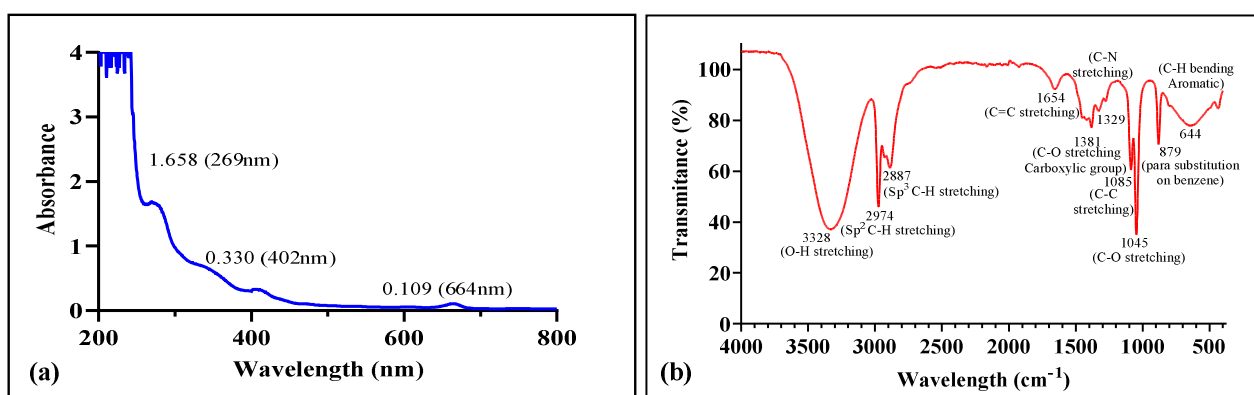 4
3
2
1
0
Absorbance
1.658 (269nm)
0.330 (402nm)
0.109 (664nm)
200
400
600
800
Wavelength (nm)
(a)
100
80
60
40
20
0
Transmitance (%)
3328
(O-H stretching)
2974
(Sp² C-H stretching)
2887
(Sp³ C-H stretching)
1654
(C=C stretching)
(C-N
stretching)
1329
1381
(C-O stretching
Carboxylic group)
1085
(C-C
stretching)
1045
(C-O stretching)
(C-H bending
Aromatic)
644
879
(para substitution
on benzene)
4000
3500
3000
2500
2000
1500
1000
500
Wavelength (cm⁻¹)
(b)